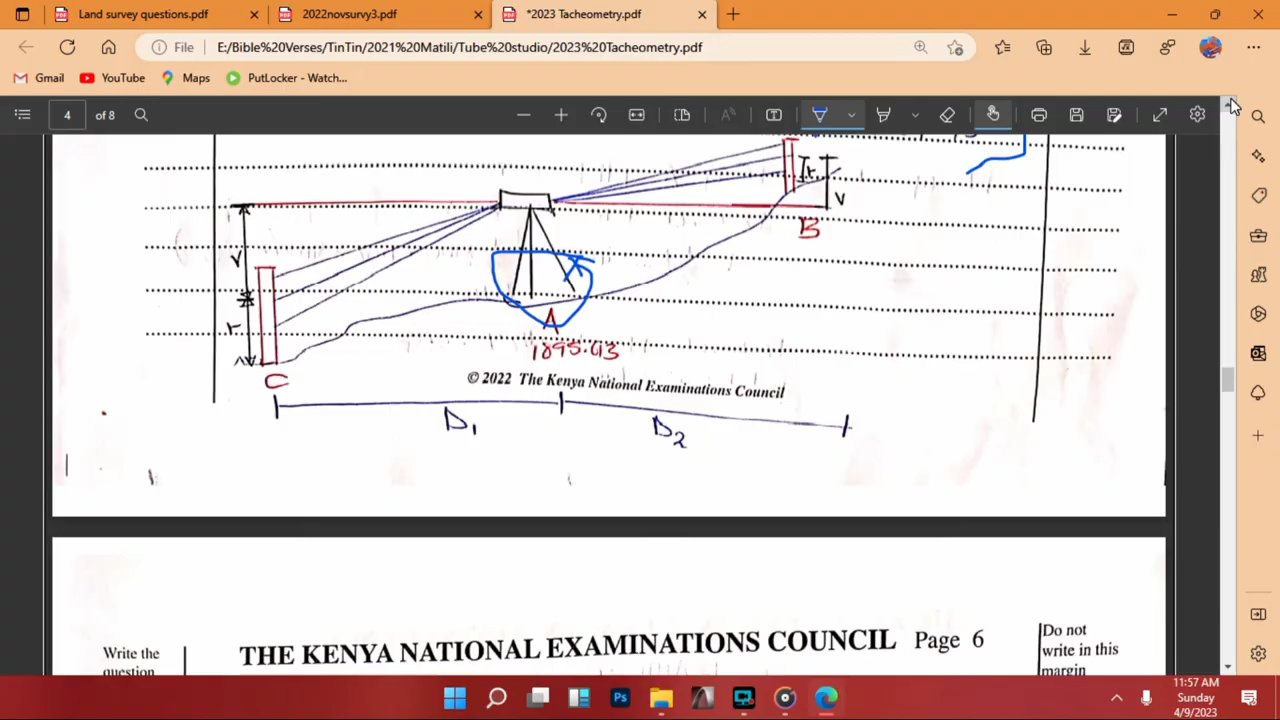 Land survey questions.pdf
2022novsurvy3.pdf
*2023 Tacheometry.pdf
File
E:/Bible%20Verses/TinTin/2021%20Matili/Tube%20studio/2023%20Tacheometry.pdf
Gmail
YouTube
Maps
PutLocker - Watch...
4
of 8
V
r
C
A
1895.43
B
r
V
© 2022 The Kenya National Examinations Council
D1
D2
THE KENYA NATIONAL EXAMINATIONS COUNCIL Page 6
Write the
question
Do not
write in this
margin
Ps
11:57 AM
Sunday
4/9/2023